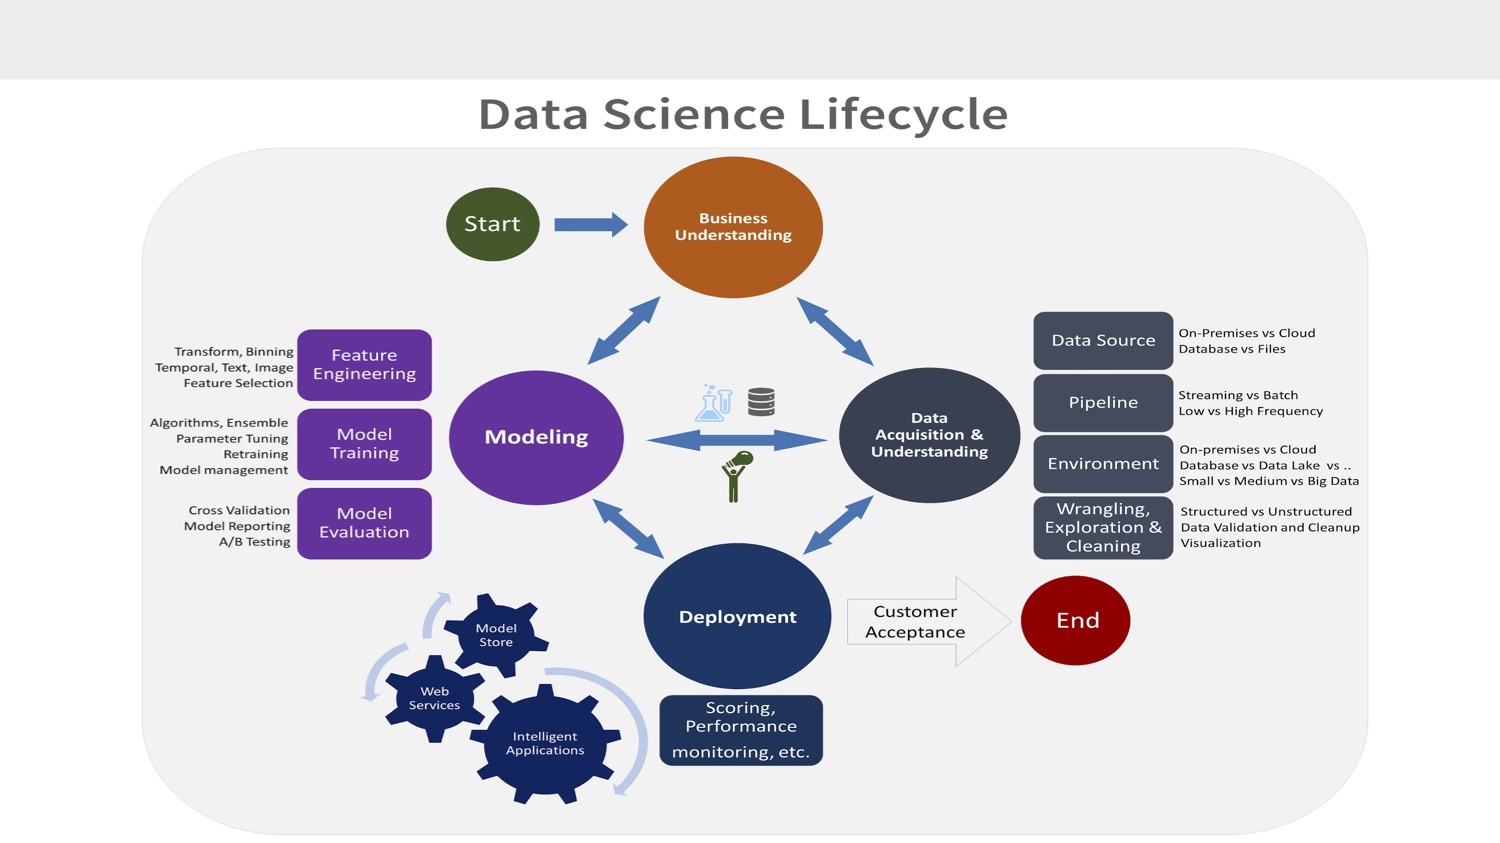 Data Science Lifecycle
Start
Business
Understanding
Transform, Binning
Temporal, Text, Image
Feature Selection
Feature
Engineering
Algorithms, Ensemble
Parameter Tuning
Retraining
Model management
Model
Training
Cross Validation
Model Reporting
A/B Testing
Model
Evaluation
Modeling
Data
Acquisition &
Understanding
Data Source
On-Premises vs Cloud
Database vs Files
Pipeline
Streaming vs Batch
Low vs High Frequency
Environment
On-premises vs Cloud
Database vs Data Lake vs ..
Small vs Medium vs Big Data
Wrangling,
Exploration &
Cleaning
Structured vs Unstructured
Data Validation and Cleanup
Visualization
Deployment
Customer
Acceptance
End
Model
Store
Web
Services
Intelligent
Applications
Scoring,
Performance
monitoring, etc.